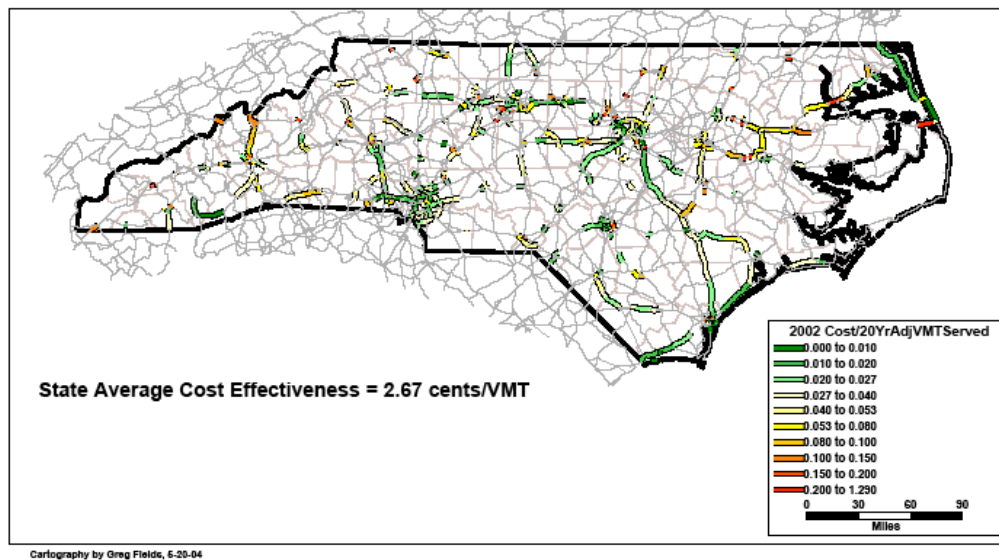 2002 Cost/20YrAdjVMTServed
0.000 to 0.010
0.010 to 0.020
0.020 to 0.027
0.027 to 0.040
0.040 to 0.053
0.053 to 0.080
0.080 to 0.100
0.100 to 0.150
0.150 to 0.200
0.200 to 1.290
0 30 60 90
Miles
State Average Cost Effectiveness = 2.67 cents/VMT
Cartography by Greg Fields, 5-20-04